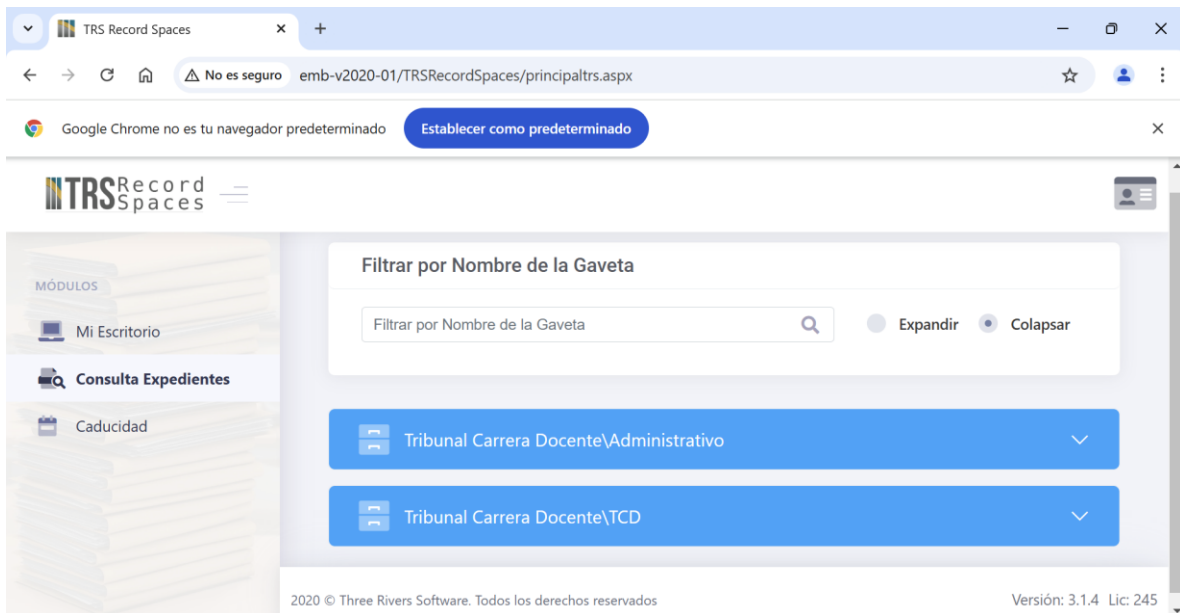 TRS Record Spaces
No es seguro emb-v2020-01/TRSRecordSpaces/principaltrs.aspx
Google Chrome no es tu navegador predeterminado Establecer como predeterminado
TRS Record Spaces
MÓDULOS
Mi Escritorio
Consulta Expedientes
Caducidad
Filtrar por Nombre de la Gaveta
Filtrar por Nombre de la Gaveta Expandir Colapsar
Tribunal Carrera Docente\Administrativo
Tribunal Carrera Docente\TCD
2020 © Three Rivers Software. Todos los derechos reservados Versión: 3.1.4 Lic: 245